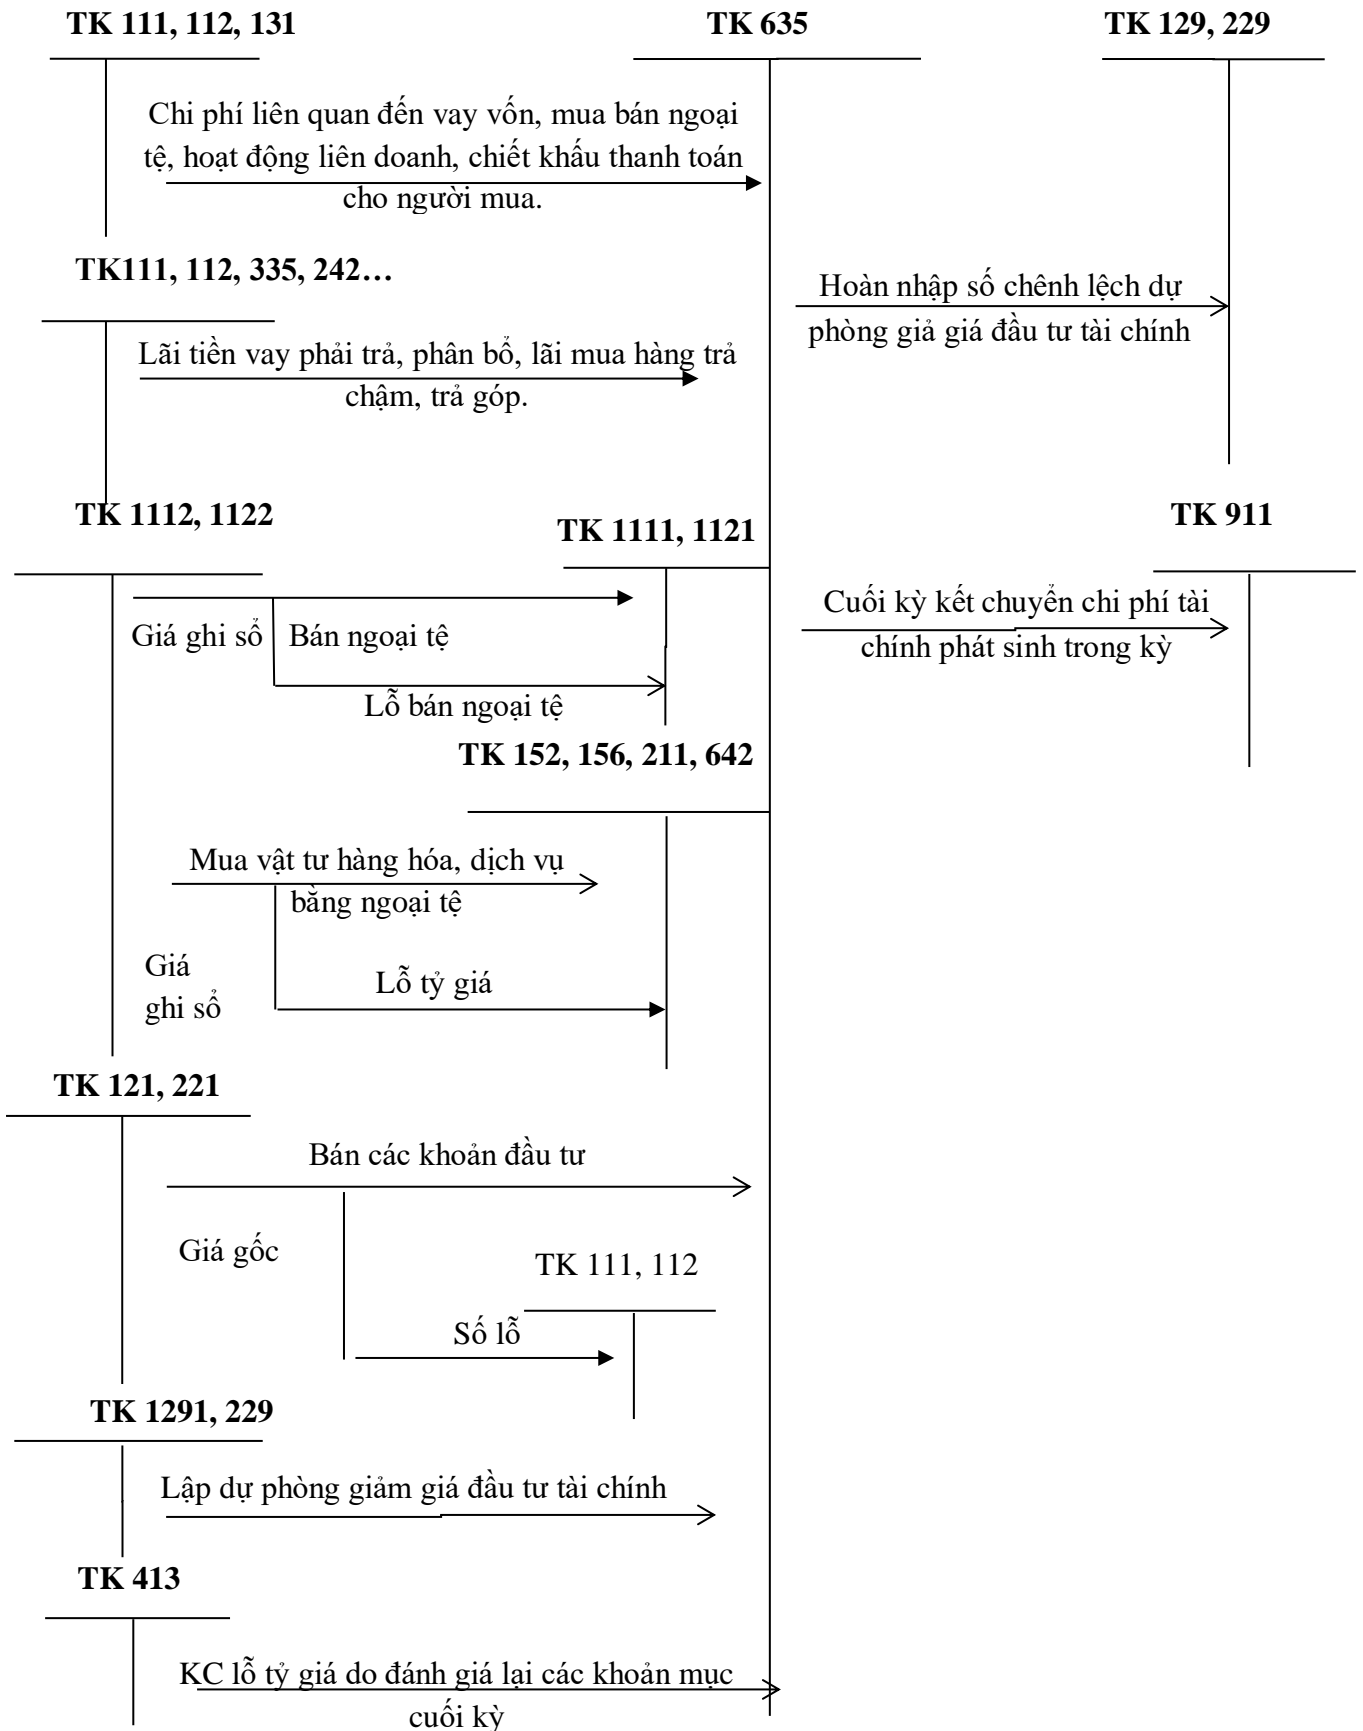 TK 111, 112, 131
TK 635
TK 129, 229
Chi phí liên quan đến vay vốn, mua bán ngoại
tệ, hoạt động liên doanh, chiết khấu thanh toán
cho người mua.
TK111, 112, 335, 242…
Hoàn nhập số chênh lệch dự
phòng giả giá đầu tư tài chính
Lãi tiền vay phải trả, phân bổ, lãi mua hàng trả
chậm, trả góp.
TK 1112, 1122
TK 1111, 1121
TK 911
Giá ghi sổ
Bán ngoại tệ
Cuối kỳ kết chuyển chi phí tài
chính phát sinh trong kỳ
Lỗ bán ngoại tệ
TK 152, 156, 211, 642
Mua vật tư hàng hóa, dịch vụ
bằng ngoại tệ
Giá
ghi sổ
Lỗ tỷ giá
TK 121, 221
Bán các khoản đầu tư
Giá gốc
TK 111, 112
Số lỗ
TK 1291, 229
Lập dự phòng giảm giá đầu tư tài chính
TK 413
KC lỗ tỷ giá do đánh giá lại các khoản mục
cuối kỳ